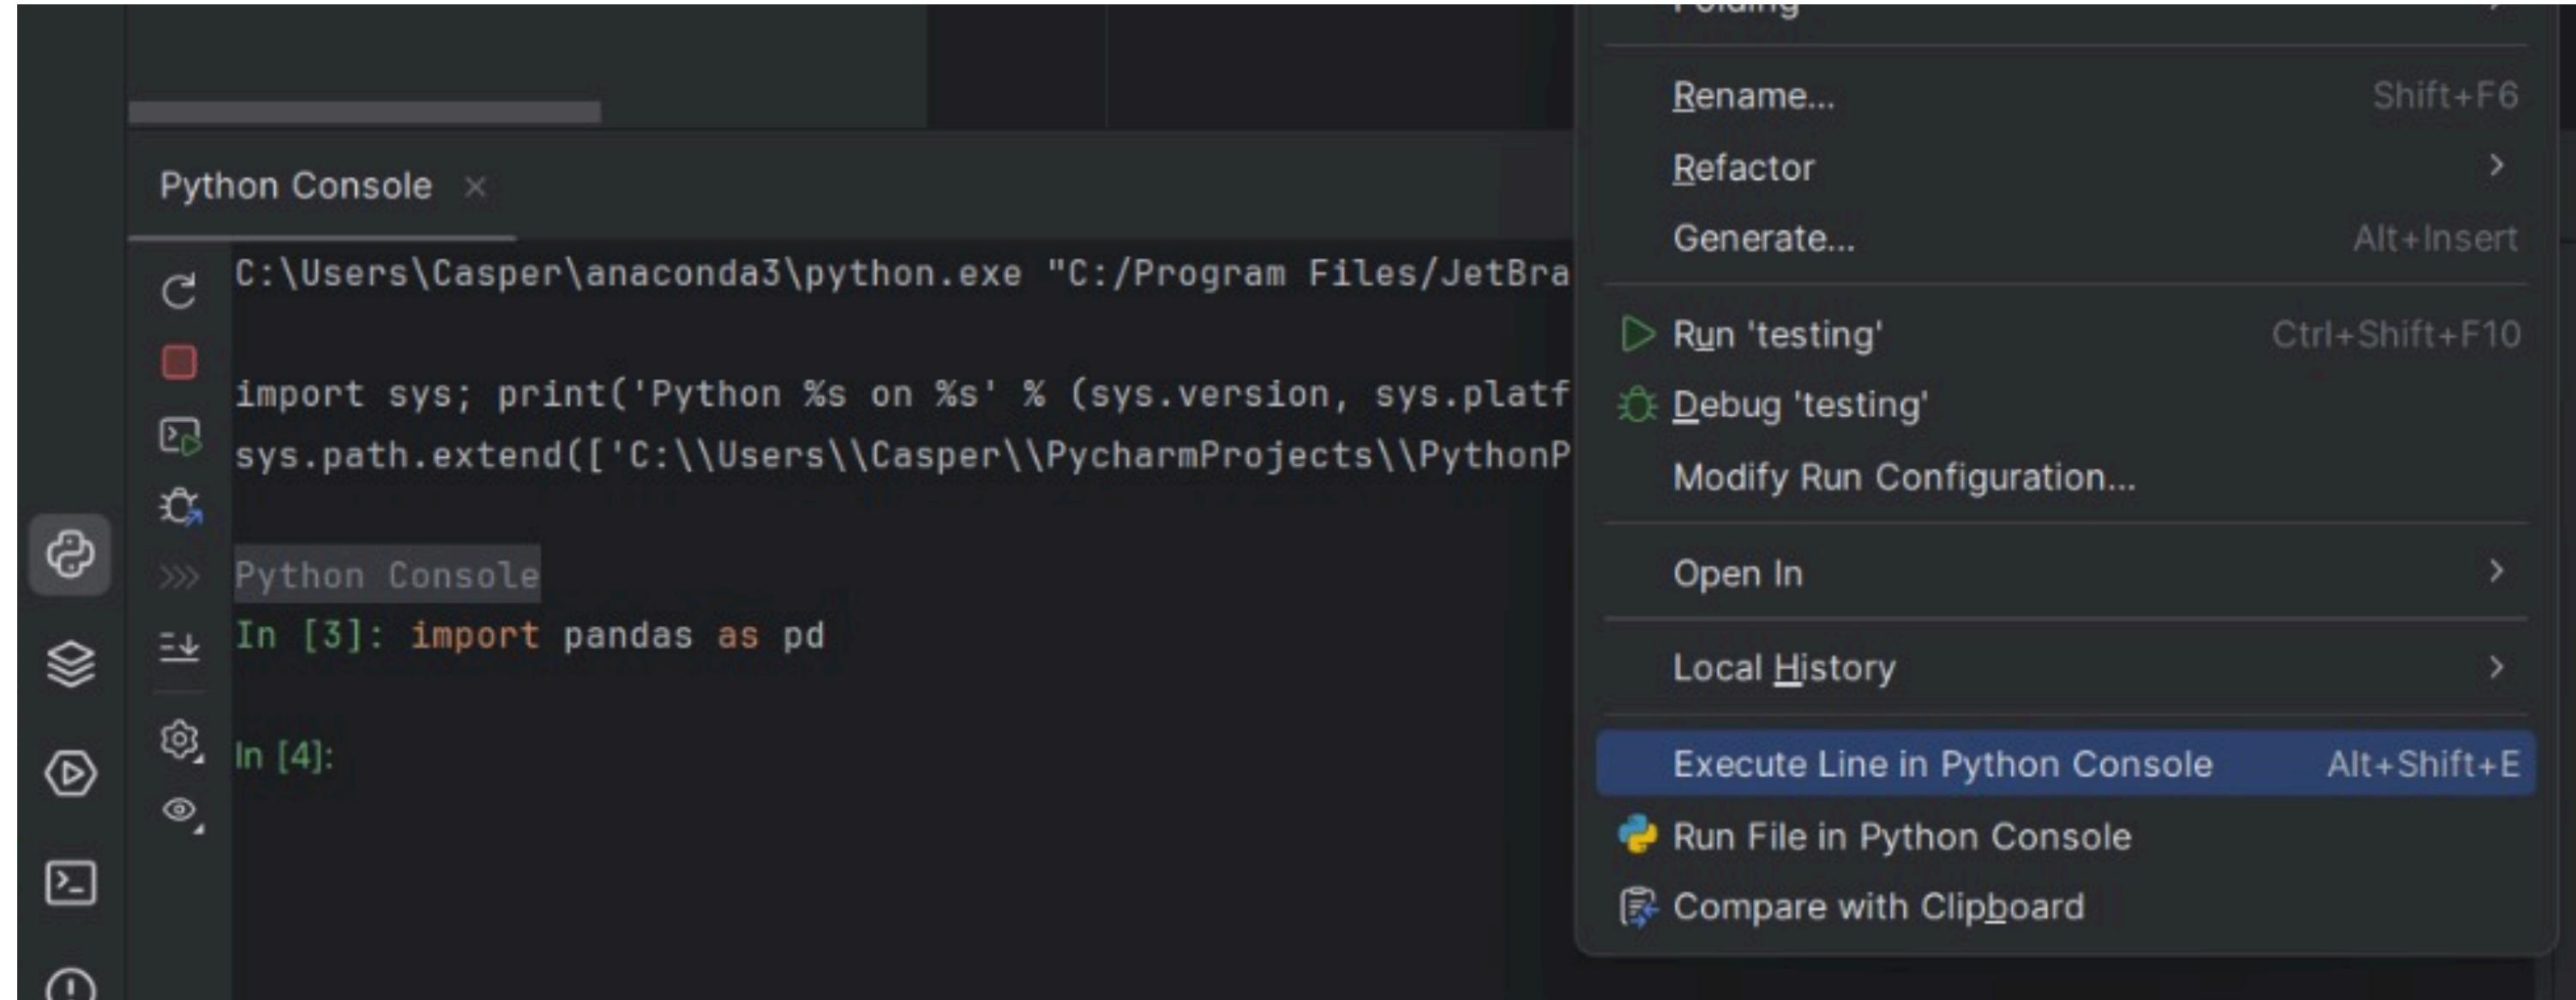 Python Console
C:\Users\Casper\anaconda3\python.exe "C:/Program Files/JetBra
import sys; print('Python %s on %s' % (sys.version, sys.platf
sys.path.extend(['C:\\Users\\Casper\\PycharmProjects\\PythonP
Python Console
In [3]: import pandas as pd
In [4]:
Folding
Rename... Shift+F6
Refactor
Generate... Alt+Insert
Run 'testing' Ctrl+Shift+F10
Debug 'testing'
Modify Run Configuration...
Open In
Local History
Execute Line in Python Console Alt+Shift+E
Run File in Python Console
Compare with Clipboard